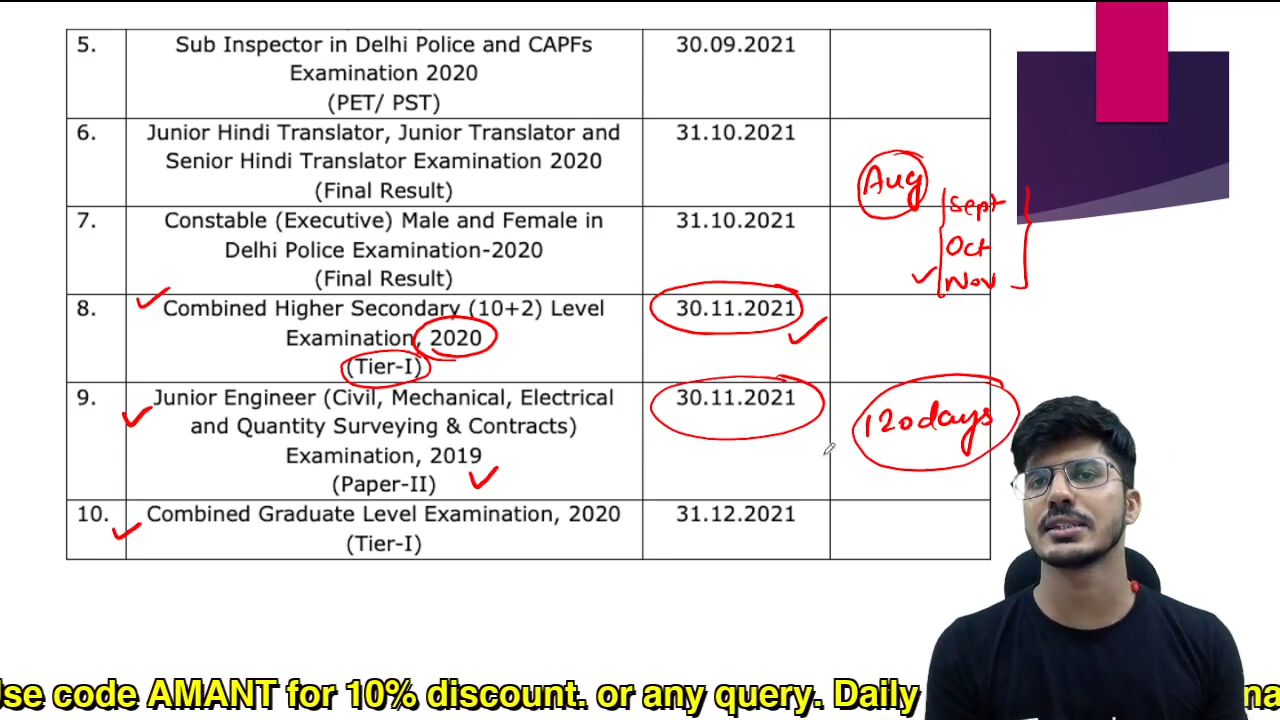 5.
Sub Inspector in Delhi Police and CAPFs
Examination 2020
(PET/ PST)
30.09.2021
6.
Junior Hindi Translator, Junior Translator and
Senior Hindi Translator Examination 2020
(Final Result)
31.10.2021
Aug
7.
Constable (Executive) Male and Female in
Delhi Police Examination-2020
(Final Result)
31.10.2021
Sept
Oct
Nov
8.
Combined Higher Secondary (10+2) Level
Examination, 2020
(Tier-I)
30.11.2021
9.
Junior Engineer (Civil, Mechanical, Electrical
and Quantity Surveying & Contracts)
Examination, 2019
(Paper-II)
30.11.2021
120days
10.
Combined Graduate Level Examination, 2020
(Tier-I)
31.12.2021
Use code AMANT for 10% discount. or any query. Daily